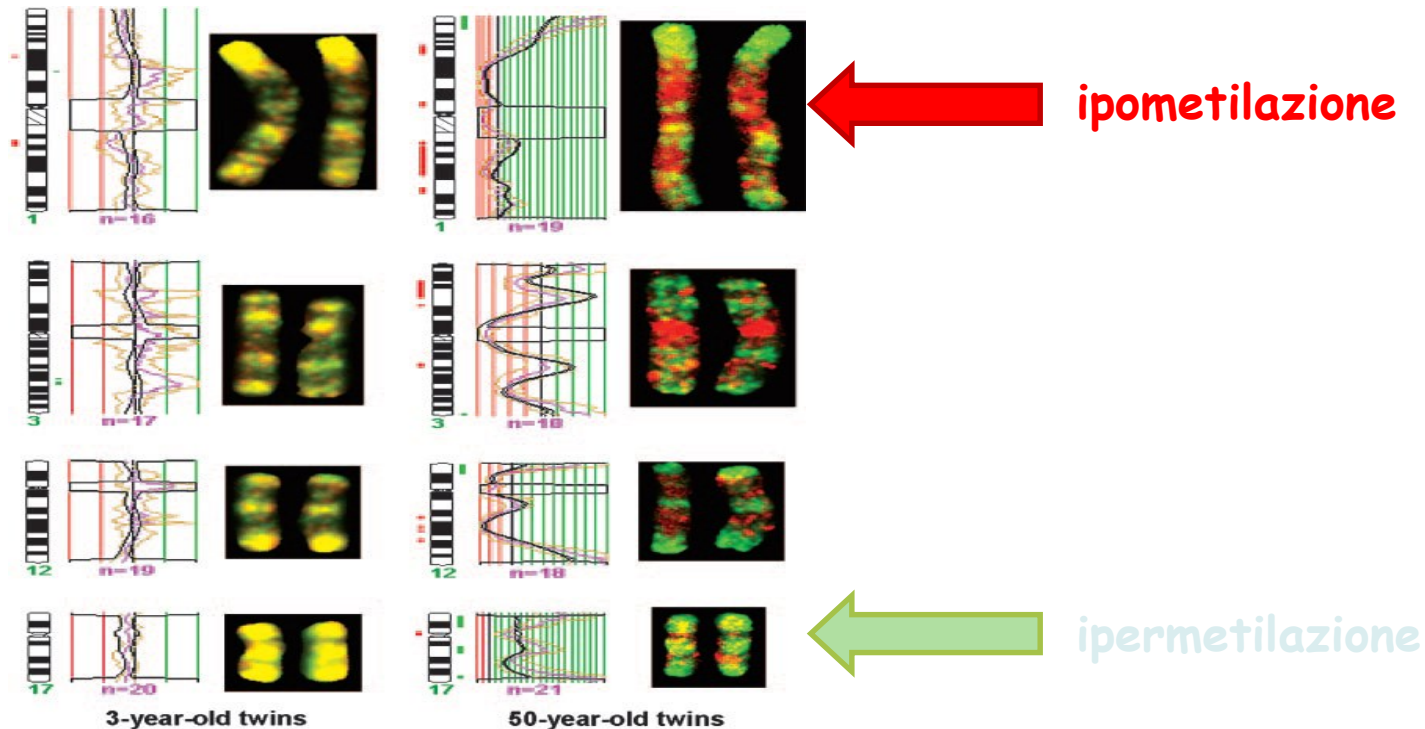 ipometilazione
1 n=16
1 n=19
3 n=17
3 n=18
12 n=19
12 n=18
17 n=20
17 n=21
ipermetilazione
3-year-old twins
50-year-old twins